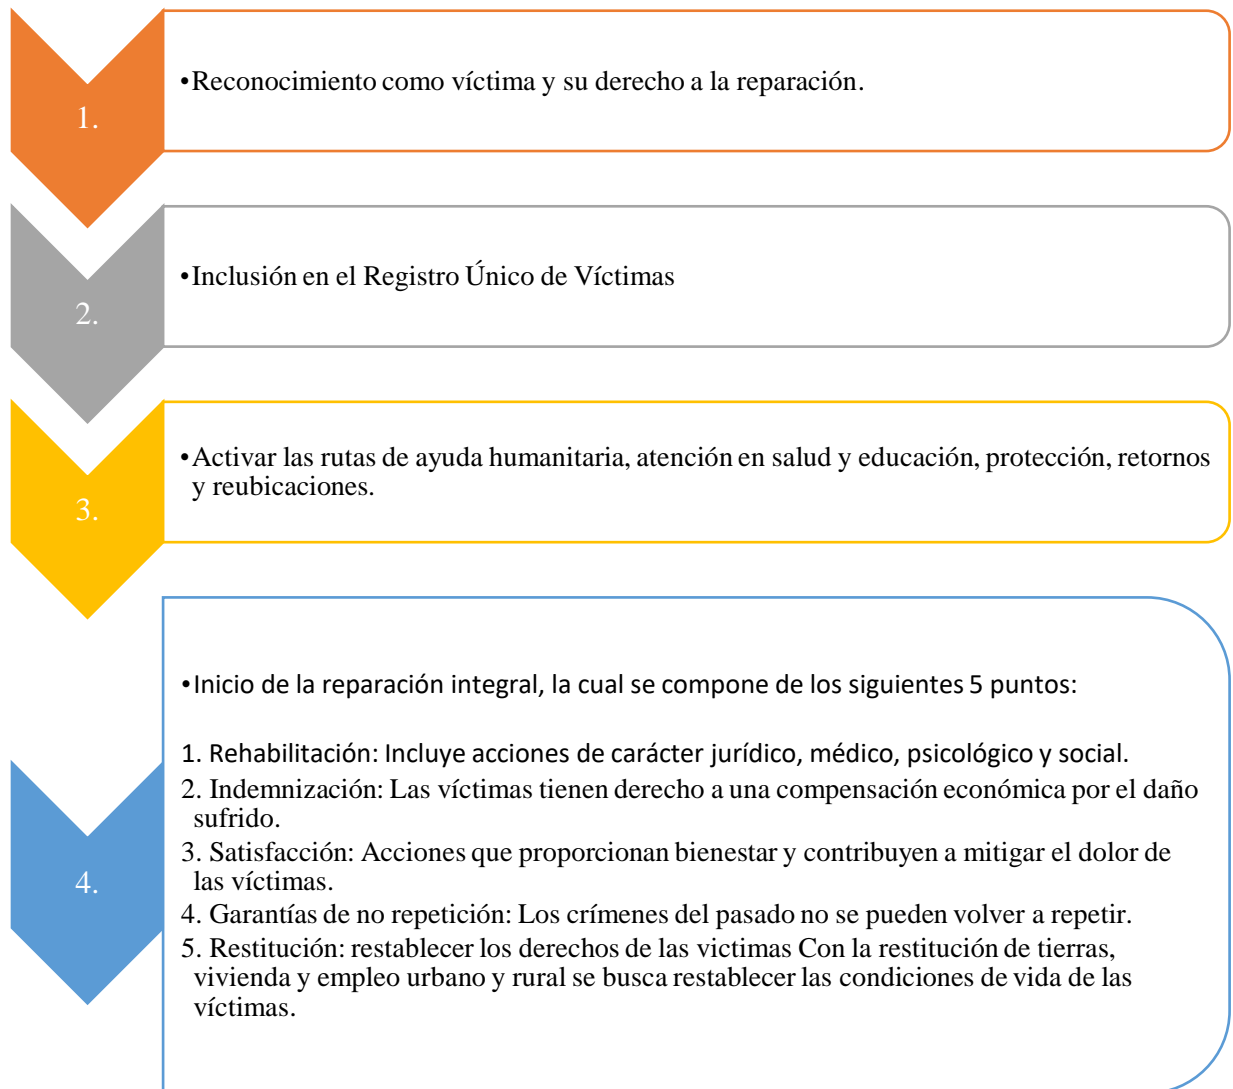 1.
•Reconocimiento como víctima y su derecho a la reparación.
2.
•Inclusión en el Registro Único de Víctimas
3.
•Activar las rutas de ayuda humanitaria, atención en salud y educación, protección, retornos
y reubicaciones.
4.
•Inicio de la reparación integral, la cual se compone de los siguientes 5 puntos:
1. Rehabilitación: Incluye acciones de carácter jurídico, médico, psicológico y social.
2. Indemnización: Las víctimas tienen derecho a una compensación económica por el daño
sufrido.
3. Satisfacción: Acciones que proporcionan bienestar y contribuyen a mitigar el dolor de
las víctimas.
4. Garantías de no repetición: Los crímenes del pasado no se pueden volver a repetir.
5. Restitución: restablecer los derechos de las victimas Con la restitución de tierras,
vivienda y empleo urbano y rural se busca restablecer las condiciones de vida de las
víctimas.